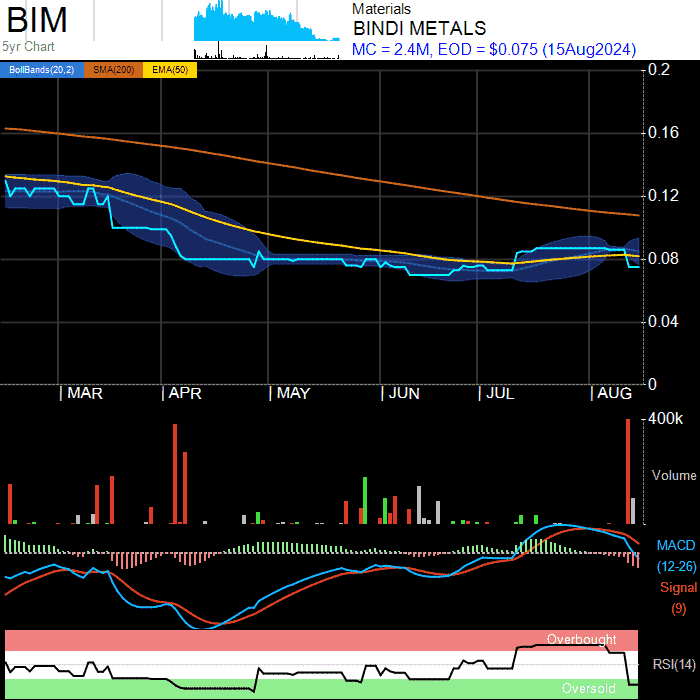 BIM
5yr Chart
Materials
BINDI METALS
MC = 2.4M, EOD = $0.075 (15Aug2024)
BollBands(20,2) SMA(200) EMA(50)
0.2
0.16
0.12
0.08
0.04
0
MAR APR MAY JUN JUL AUG
400k
Volume
MACD
(12-26)
Signal
(9)
Overbought
RSI(14)
Oversold